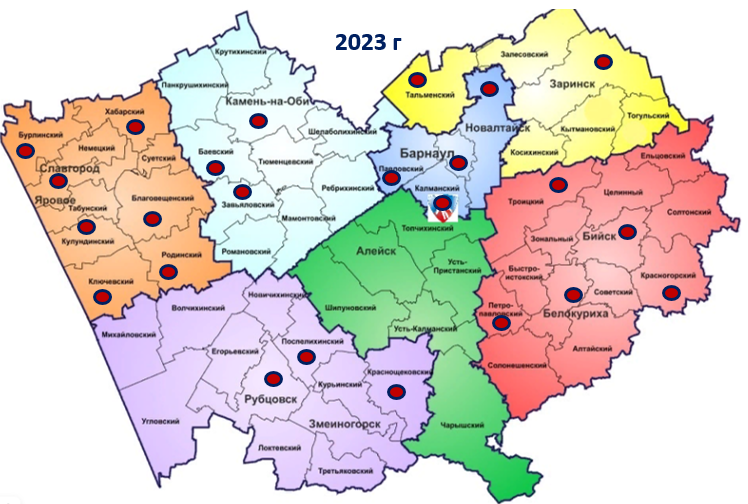 2023 г
Крутихинский
Панкрушихинский
Камень-на-Оби
Шелаболихинский
Баевский
Тюменцевский
Завьяловский
Ребрихинский
Мамонтовский
Романовский
Залесовский
Тальменский
Заринск
Тогульский
Кытмановский
Косихинский
Новалтайск
Барнаул
Павловский
Калманский
Хабарский
Бурлинский
Немецкий
Суетский
Славгород
Яровое
Табунский
Благовещенский
Кулундинский
Родинский
Ключевский
Ельцовский
Троицкий
Целинный
Солтонский
Зональный
Бийск
Быстро-
истокский
Красногорский
Советский
Петро-
павловский
Белокуриха
Алтайский
Солонешенский
Топчихинский
Алейск
Усть-
Пристанский
Шипуновский
Усть-Калманский
Чарышский
Новичихинский
Волчихинский
Михайловский
Поспелихинский
Егорьевский
Краснощековский
Курьинский
Рубцовск
Змеиногорск
Угловский
Локтевский
Третьяковский